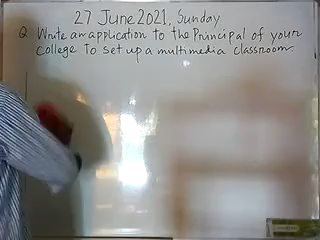 27 June 2021, Sunday
Q Write an application to the Principal of your
College to set up a multimedia classroom